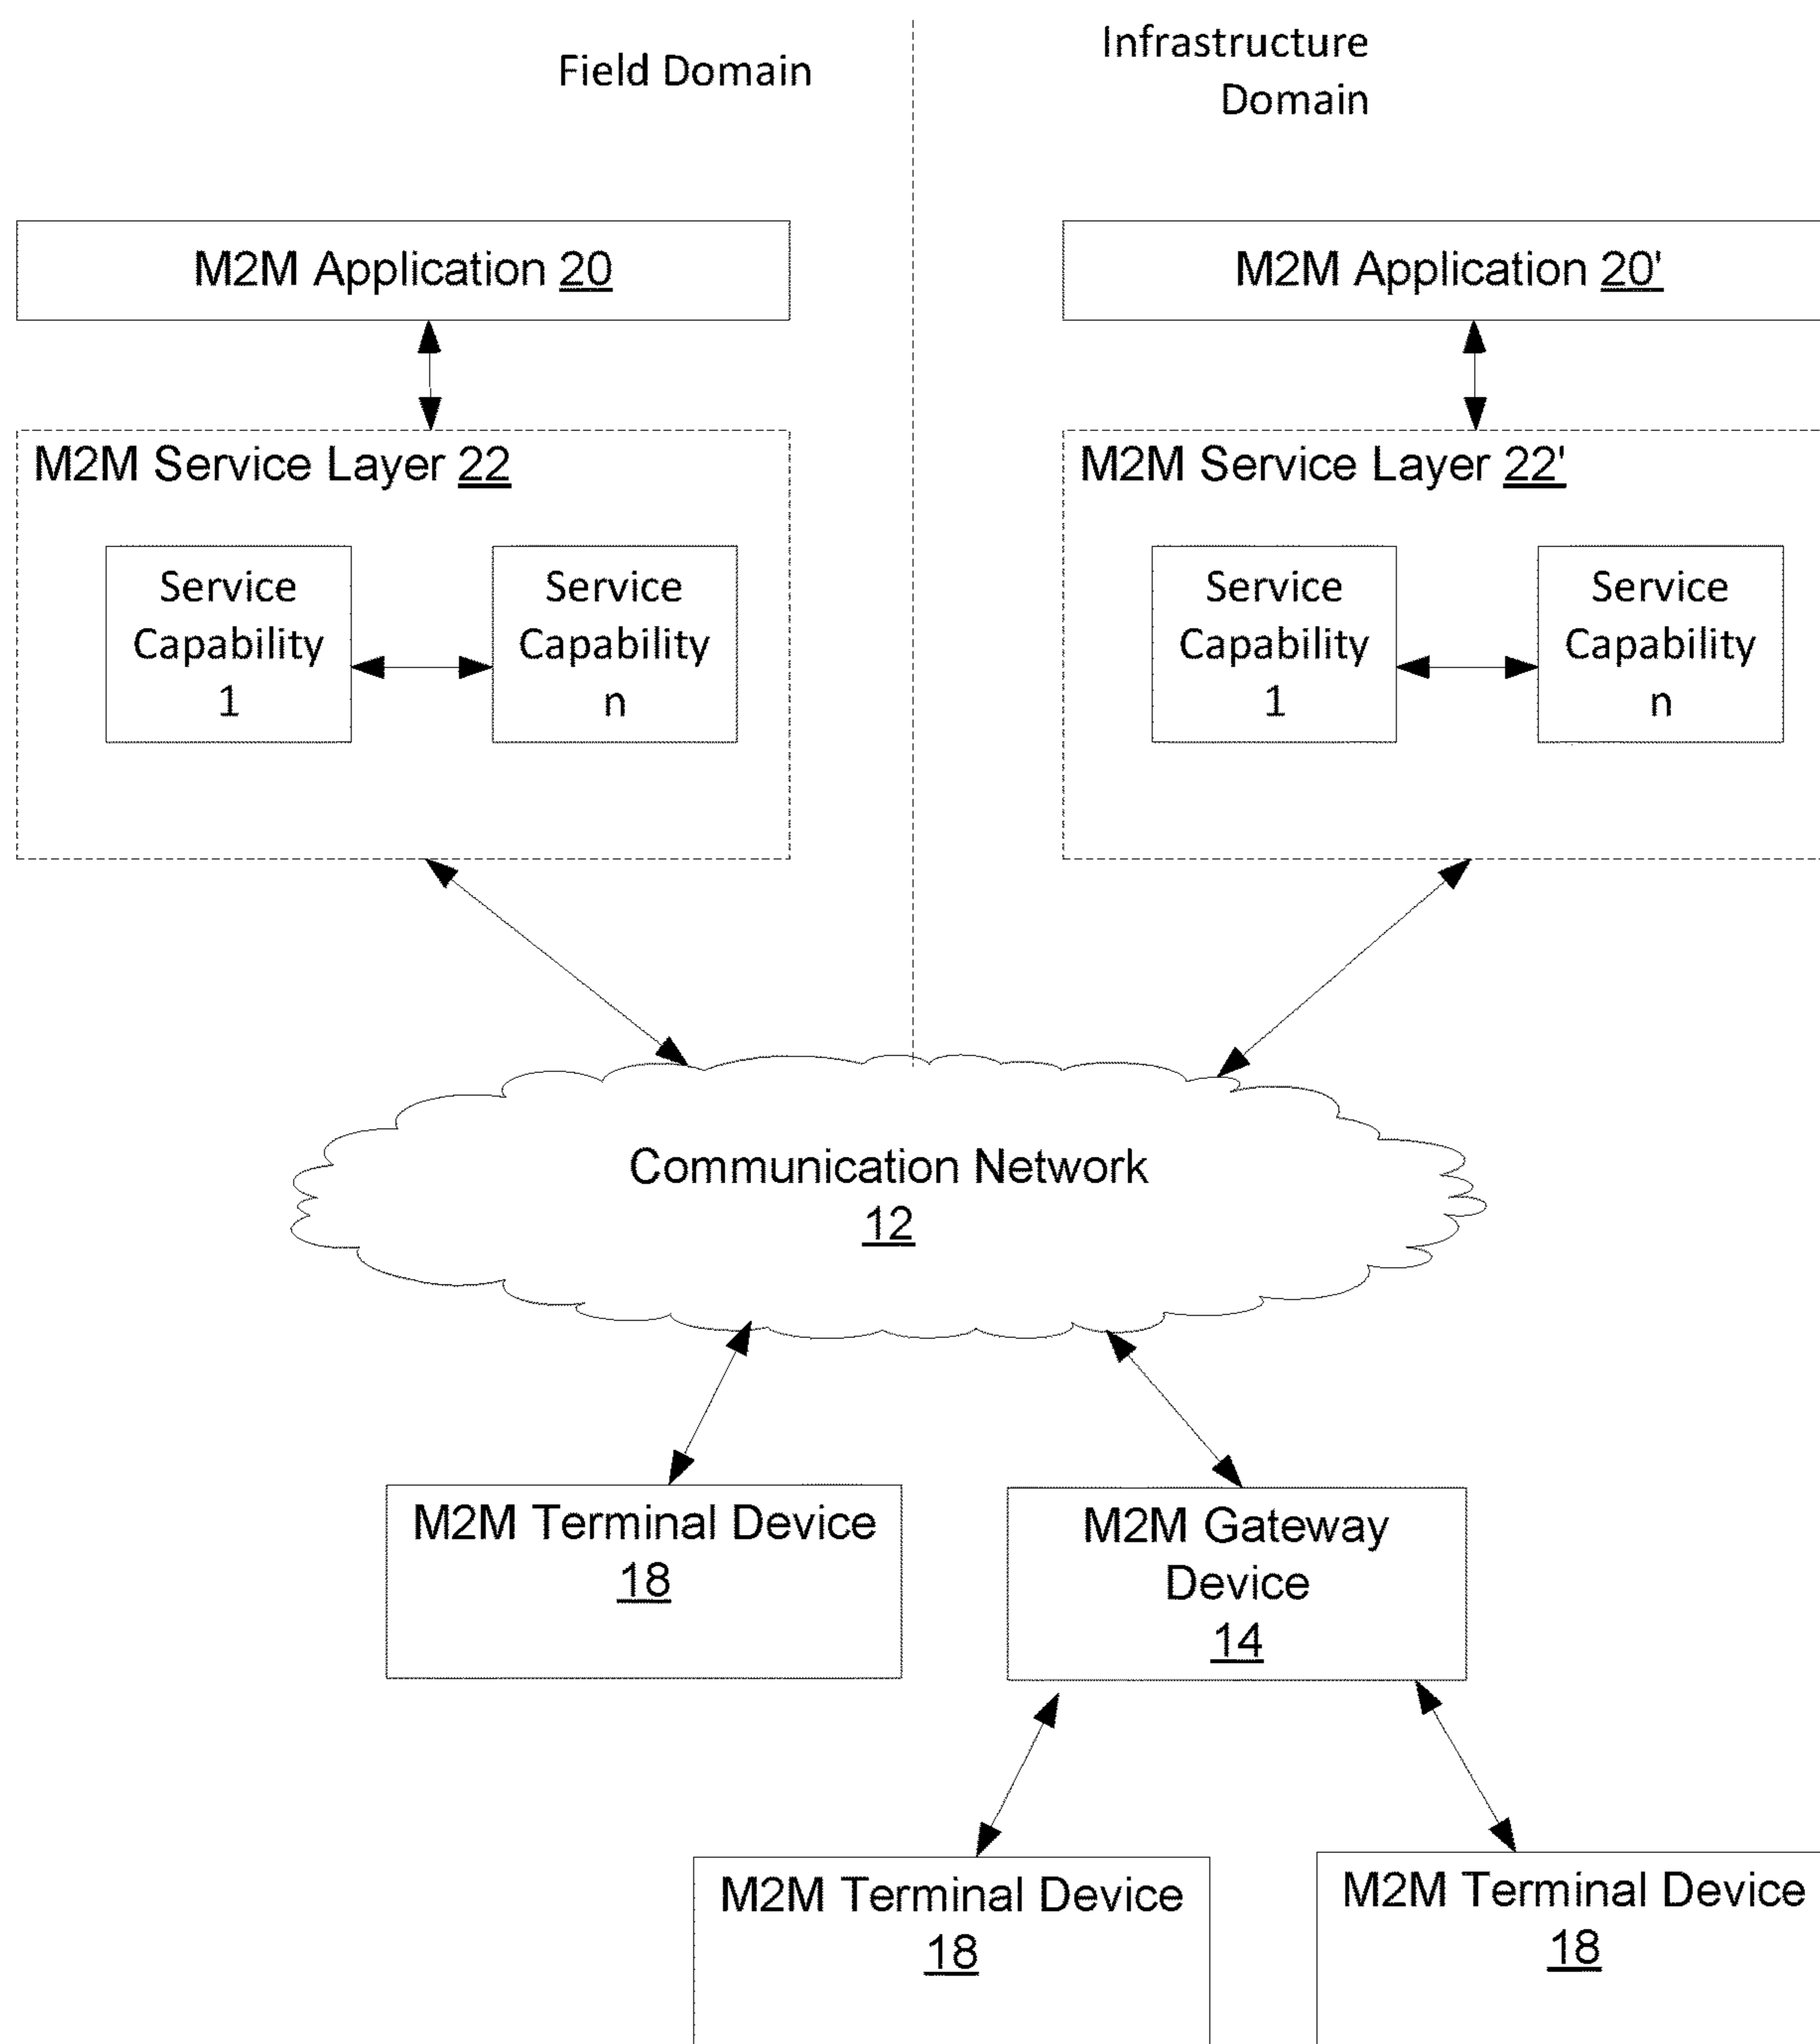 Field Domain
Infrastructure
Domain
M2M Application 20
M2M Application 20'
M2M Service Layer 22
Service
Capability
1
Service
Capability
n
M2M Service Layer 22'
Service
Capability
1
Service
Capability
n
Communication Network
12
M2M Terminal Device
18
M2M Gateway
Device
14
M2M Terminal Device
18
M2M Terminal Device
18